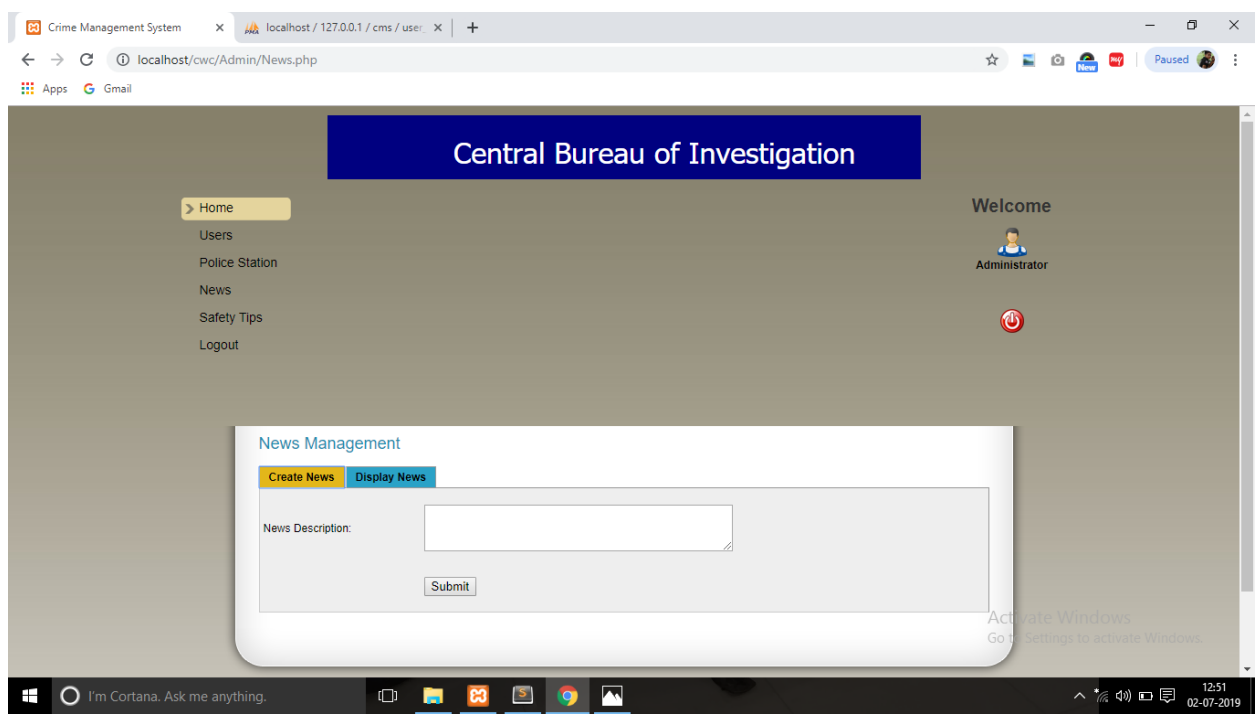 Crime Management System
localhost / 127.0.0.1 / cms / user_
localhost/cwc/Admin/News.php
New
my
Paused
Apps
Gmail
Central Bureau of Investigation
Home
Users
Police Station
News
Safety Tips
Logout
Welcome
Administrator
News Management
Create News
Display News
News Description:
Submit
Activate Windows
Go to Settings to activate Windows.
I'm Cortana. Ask me anything.
12:51
02-07-2019